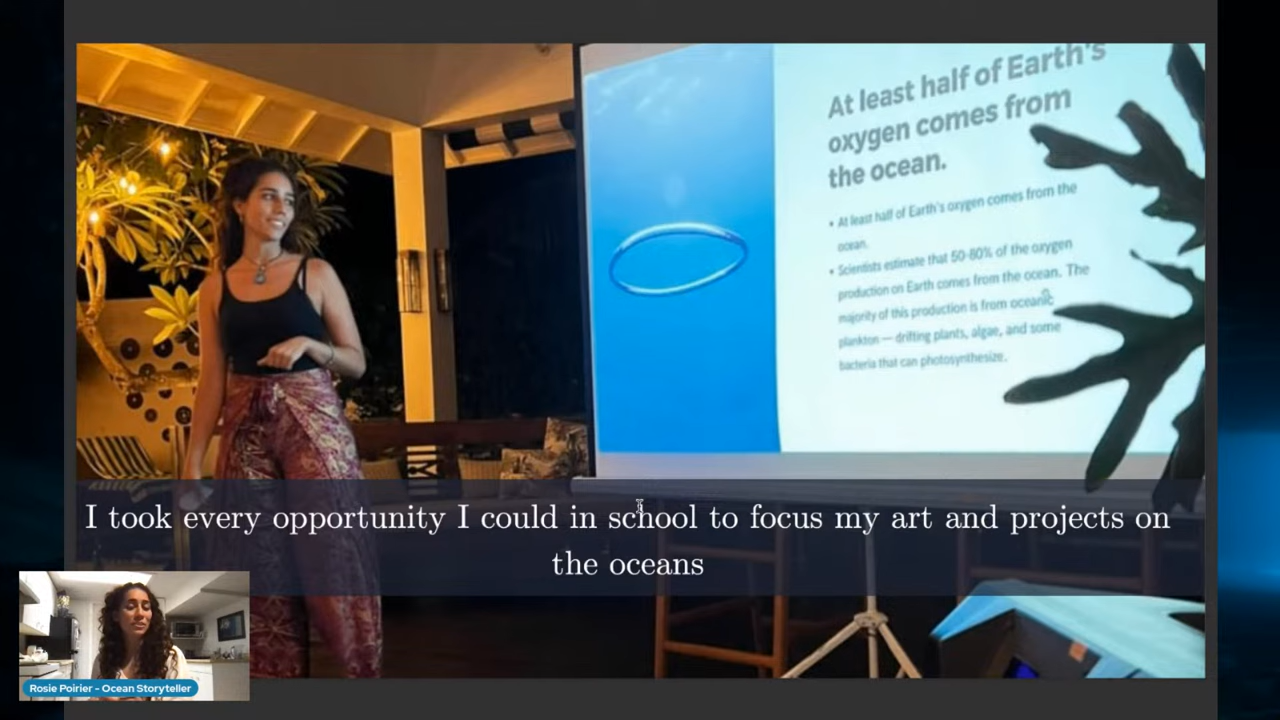 At least half of Earth's
oxygen comes from
the ocean.
• At least half of Earth's oxygen comes from the
ocean.
• Scientists estimate that 50-80% of the oxygen
production on Earth comes from the ocean. The
majority of this production is from oceanic
plankton — drifting plants, algae, and some
bacteria that can photosynthesize.
I took every opportunity I could in school to focus my art and projects on
the oceans
Rosie Poirier - Ocean Storyteller